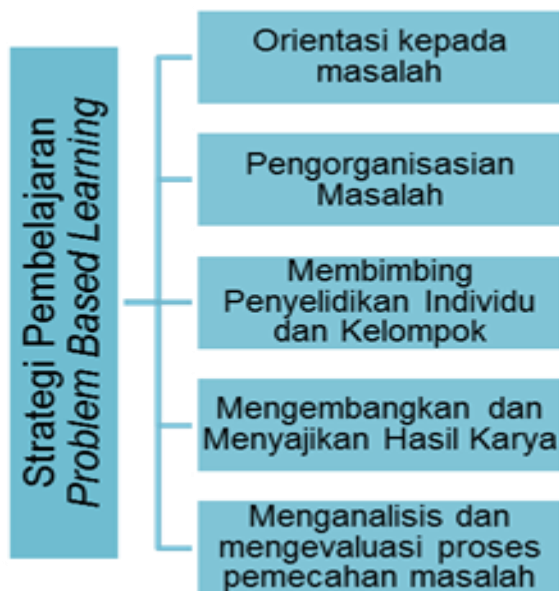 Strategi Pembelajaran
Problem Based Learning
Orientasi kepada
masalah
Pengorganisasian
Masalah
Membimbing
Penyelidikan Individu
dan Kelompok
Mengembangkan dan
Menyajikan Hasil Karya
Menganalisis dan
mengevaluasi proses
pemecahan masalah